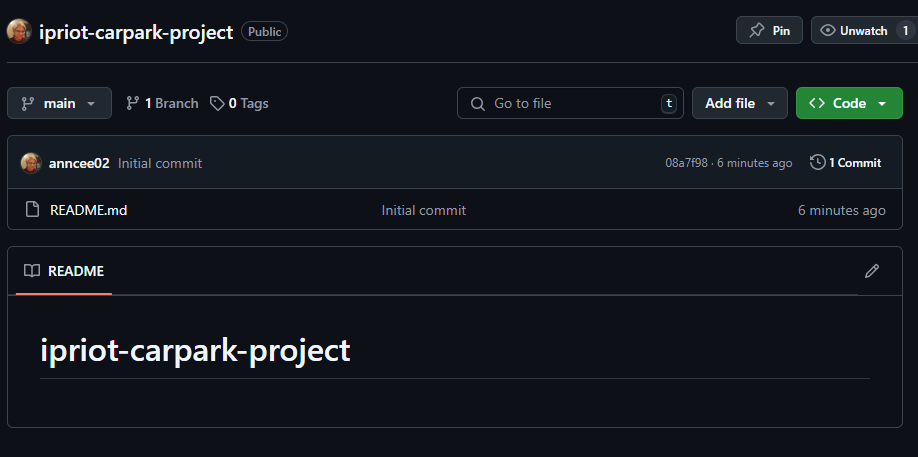 ipriot-carpark-project Public Pin Unwatch 1
main 1 Branch 0 Tags Go to file t Add file Code
anncee02 Initial commit 08a7f98 · 6 minutes ago 1 Commit
README.md Initial commit 6 minutes ago
README
ipriot-carpark-project